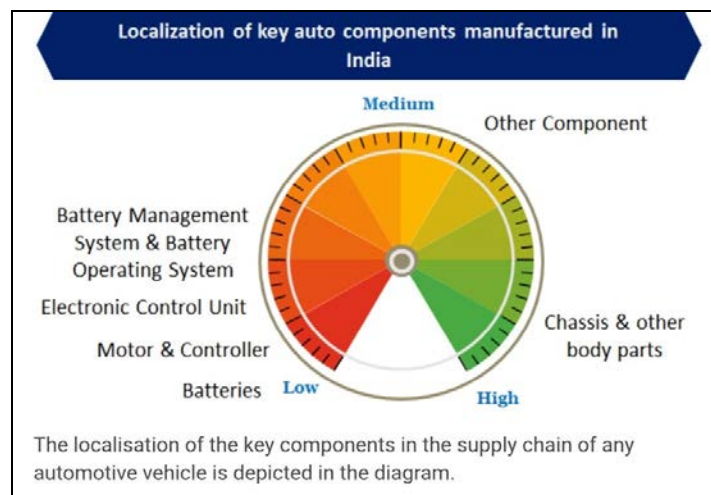 Localization of key auto components manufactured in
India
Medium
Other Component
Battery Management
System & Battery
Operating System
Electronic Control Unit
Motor & Controller
Batteries
Low
High
Chassis & other
body parts
The localisation of the key components in the supply chain of any
automotive vehicle is depicted in the diagram.